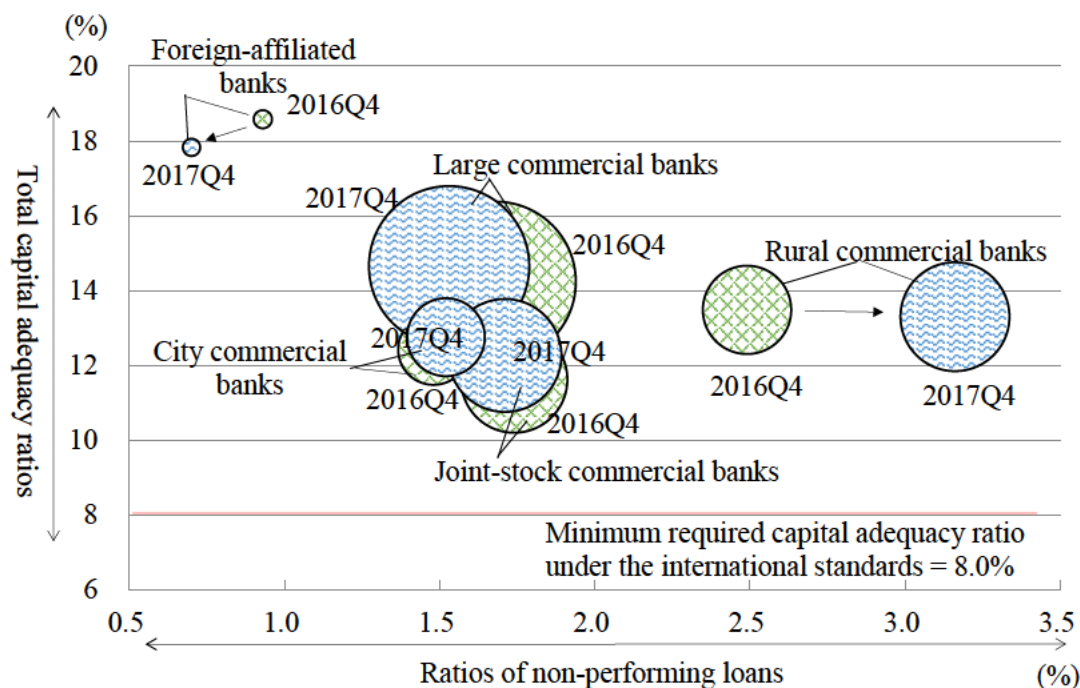 (%)
Foreign-affiliated
banks
2016Q4
2017Q4
Large commercial banks
2017Q4
2016Q4
Rural commercial banks
2016Q4
2017Q4
2017Q4
2017Q4
City commercial
banks
2016Q4
2016Q4
Joint-stock commercial banks
Minimum required capital adequacy ratio
under the international standards = 8.0%
Total capital adequacy ratios
20
18
16
14
12
10
8
6
0.5
1.0
1.5
2.0
2.5
3.0
3.5
Ratios of non-performing loans
(%)